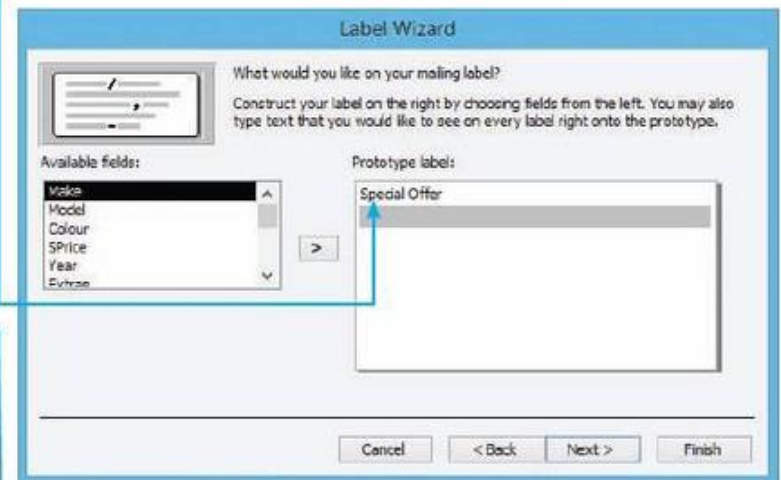 Label Wizard
What would you like on your mailing label?
Construct your label on the right by choosing fields from the left. You may also
type text that you would like to see on every label right onto the prototype.
Available fields:
Prototype label:
Make
Model
Colour
SPrice
Year
Extras
Special Offer
>
Cancel
< Back
Next >
Finish